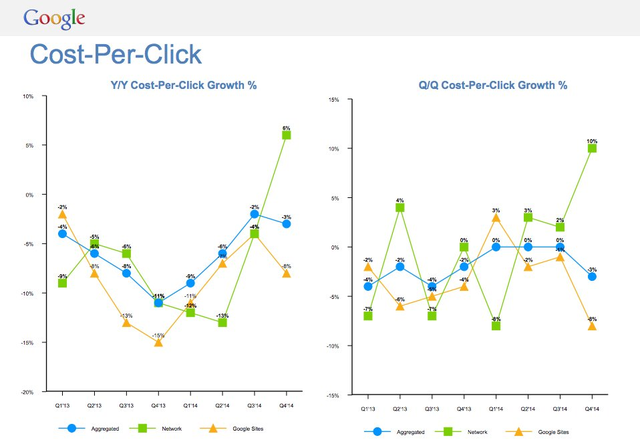 Google
Cost-Per-Click
Y/Y Cost-Per-Click Growth %
10%
5%
0%
-5%
-10%
-15%
-20%
-2%
-4%
-9%
-5%
-6%
-8%
-6%
-8%
-13%
-11%
-15%
-9%
-11%
-12%
-6%
-7%
-13%
-2%
-4%
6%
-3%
-8%
Q1'13
Q2'13
Q3'13
Q4'13
Q1'14
Q2'14
Q3'14
Q4'14
Aggregated
Network
Google Sites
Q/Q Cost-Per-Click Growth %
15%
10%
5%
0%
-5%
-10%
-15%
-2%
-4%
-7%
4%
-2%
-6%
-4%
-5%
-7%
0%
-2%
-4%
3%
0%
-8%
3%
0%
-2%
2%
0%
-1%
10%
-3%
-8%
Q1'13
Q2'13
Q3'13
Q4'13
Q1'14
Q2'14
Q3'14
Q4'14
Aggregated
Network
Google Sites